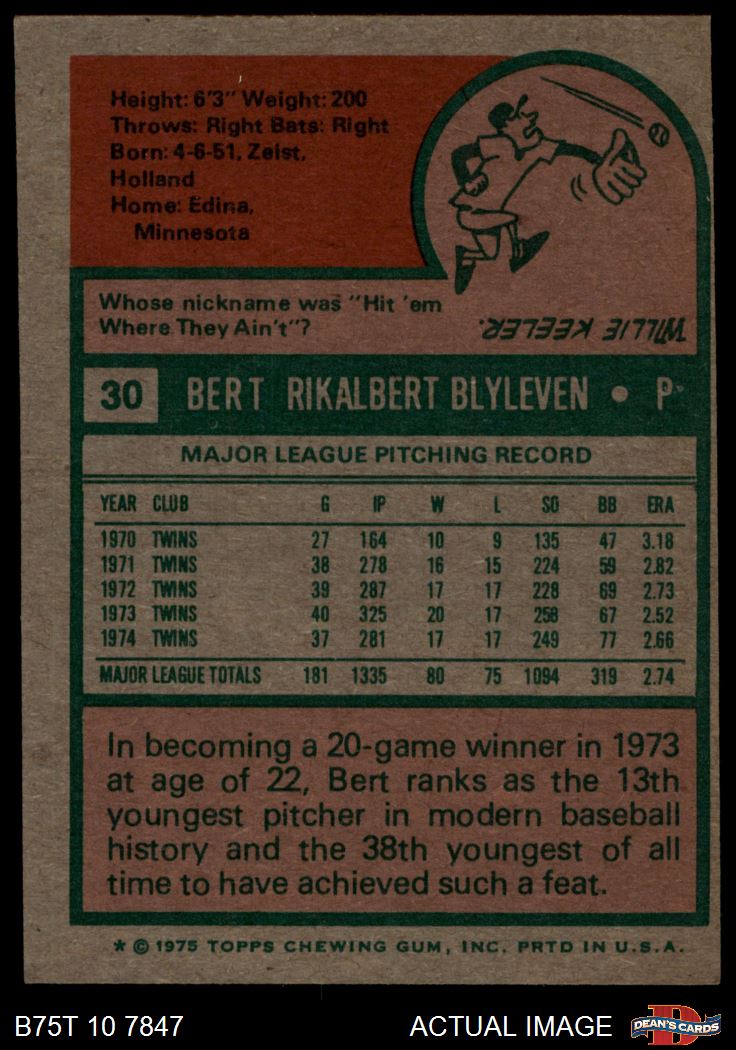 Height: 6'3" Weight: 200
Throws: Right Bats: Right
Born: 4-6-51, Zeist,
Holland
Home: Edina,
Minnesota
Whose nickname was "Hit 'em
Where They Ain't"?
WILLIE KEELER.
30 BERT RIKALBERT BLYLEVEN • P
MAJOR LEAGUE PITCHING RECORD
YEAR CLUB G IP W L SO BB ERA
1970 TWINS 27 164 10 9 135 47 3.18
1971 TWINS 38 278 16 15 224 59 2.82
1972 TWINS 39 287 17 17 228 69 2.73
1973 TWINS 40 325 20 17 258 67 2.52
1974 TWINS 37 281 17 17 249 77 2.66
MAJOR LEAGUE TOTALS 181 1335 80 75 1094 319 2.74
In becoming a 20-game winner in 1973
at age of 22, Bert ranks as the 13th
youngest pitcher in modern baseball
history and the 38th youngest of all
time to have achieved such a feat.
* © 1975 TOPPS CHEWING GUM, INC. PRTD IN U.S.A.
B75T 10 7847 ACTUAL IMAGE DEAN'S CARDS